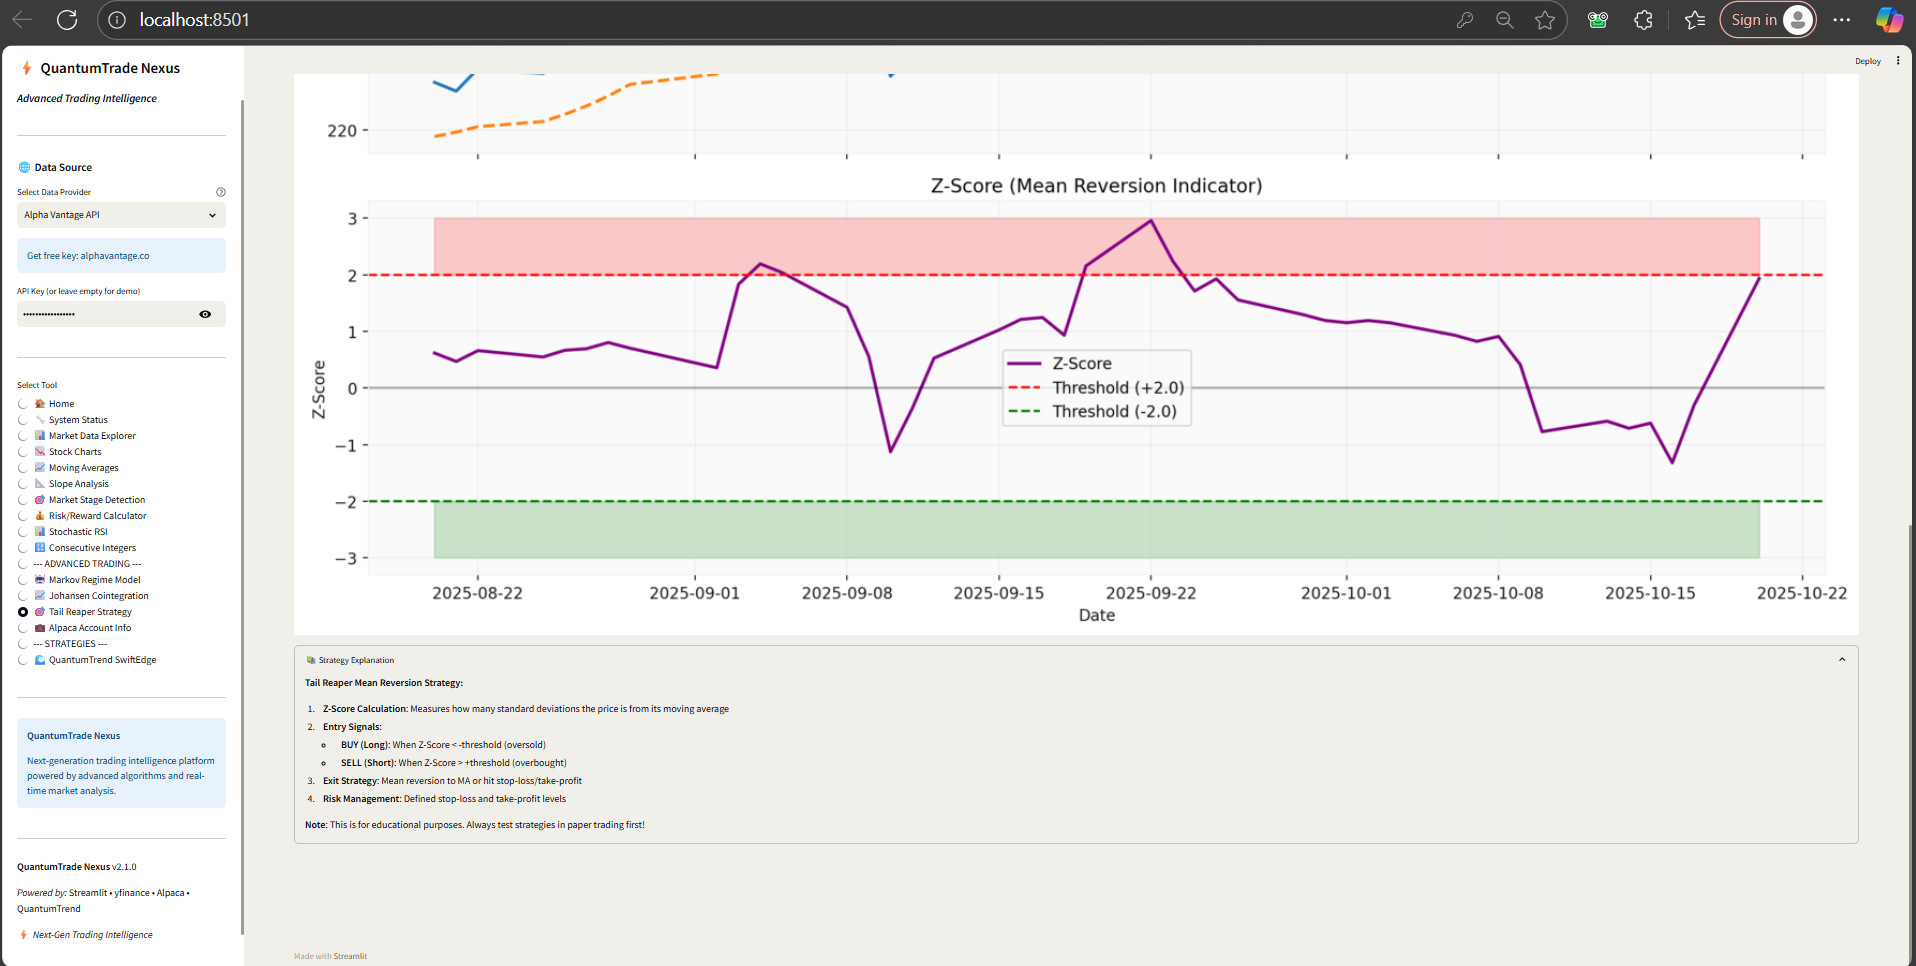 localhost:8501
Sign in
QuantumTrade Nexus
Advanced Trading Intelligence
Data Source
Select Data Provider
Alpha Vantage API
Get free key: alphavantage.co
API Key (or leave empty for demo)
Select Tool
Home
System Status
Market Data Explorer
Stock Charts
Moving Averages
Slope Analysis
Market Stage Detection
Risk/Reward Calculator
Stochastic RSI
Consecutive Integers
--- ADVANCED TRADING ---
Markov Regime Model
Johansen Cointegration
Tail Reaper Strategy
Alpaca Account Info
--- STRATEGIES ---
QuantumTrend SwiftEdge
QuantumTrade Nexus
Next-generation trading intelligence platform
powered by advanced algorithms and real-
time market analysis.
QuantumTrade Nexus v2.1.0
Powered by: Streamlit • yfinance • Alpaca •
QuantumTrend
Next-Gen Trading Intelligence
Deploy
220
Z-Score (Mean Reversion Indicator)
3
2
1
0
−1
−2
−3
Z-Score
Z-Score
Threshold (+2.0)
Threshold (-2.0)
2025-08-22 2025-09-01 2025-09-08 2025-09-15 2025-09-22 2025-10-01 2025-10-08 2025-10-15 2025-10-22
Date
Strategy Explanation
Tail Reaper Mean Reversion Strategy:
1. Z-Score Calculation: Measures how many standard deviations the price is from its moving average
2. Entry Signals:
BUY (Long): When Z-Score < -threshold (oversold)
SELL (Short): When Z-Score > +threshold (overbought)
3. Exit Strategy: Mean reversion to MA or hit stop-loss/take-profit
4. Risk Management: Defined stop-loss and take-profit levels
Note: This is for educational purposes. Always test strategies in paper trading first!
Made with Streamlit